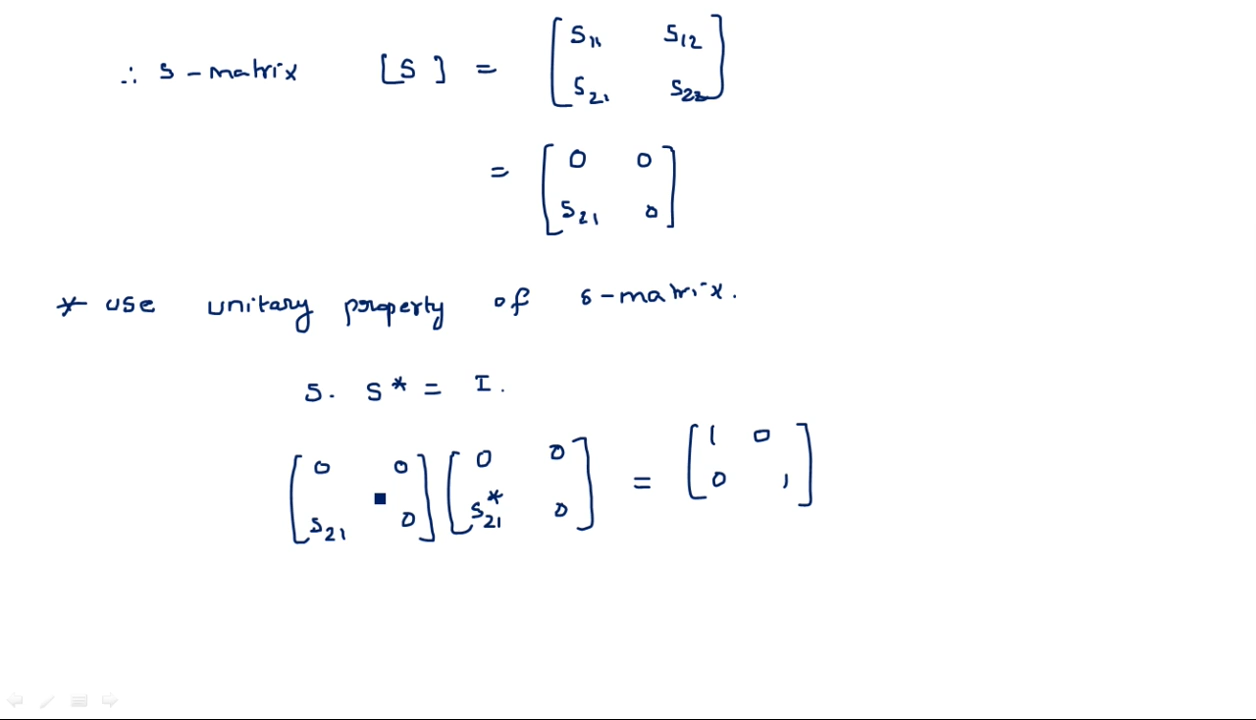 ∴ S-matrix [S] = [S11 S12
S21 S22]
= [0 0
S21 0]
* use unitary property of s-matrix.
S. S* = I.
[0 0 [0 0 = [1 0
S21 0] S21* 0] 0 1]